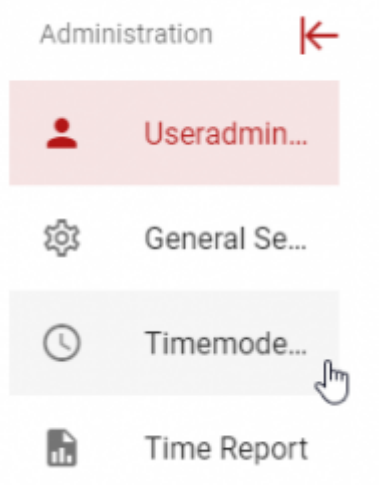 Administration
Useradmin...
General Se...
Timemode...
Time Report